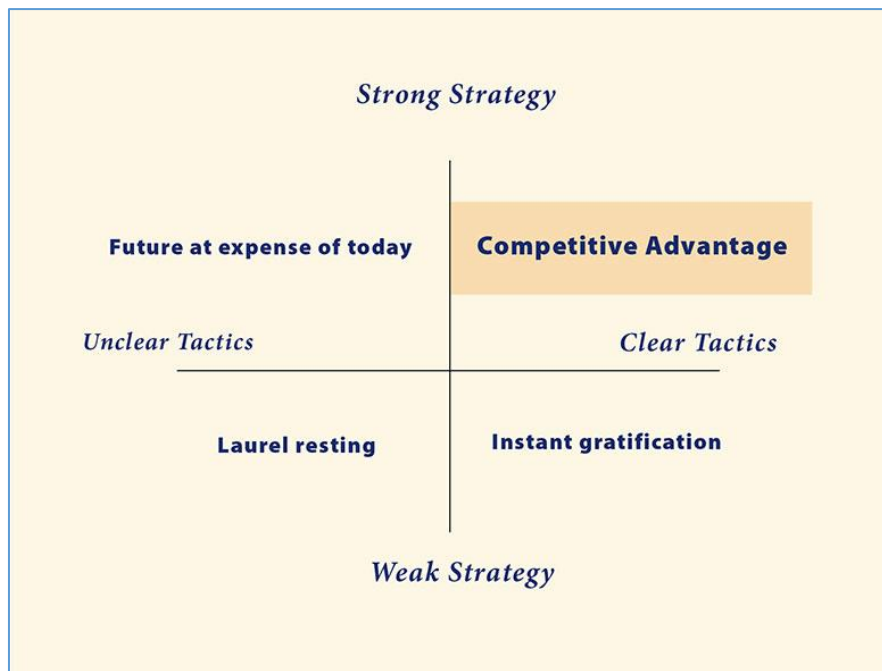 Strong Strategy
Future at expense of today
Competitive Advantage
Unclear Tactics
Clear Tactics
Laurel resting
Instant gratification
Weak Strategy